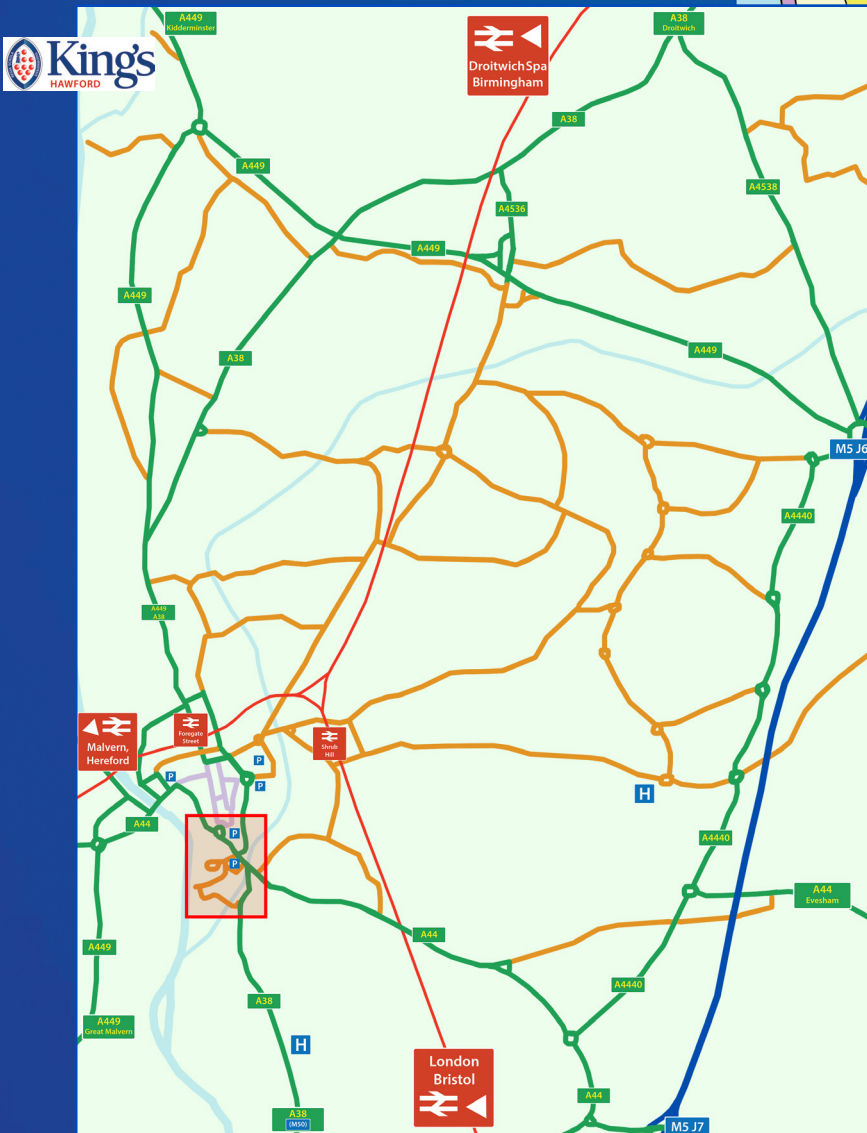 A449
Kidderminster
A38
Droitwich
King's
HAWFORD
Droitwich Spa
Birmingham
A38
A449
A4538
A4536
A449
A449
A449
A38
M5 J6
A4440
A449
A38
Malvern,
Hereford
Foregate
Street
Shrub
Hill
P
P
P
H
A44
P
A4440
P
A44
Evesham
A44
A449
A4440
A38
A449
Great Malvern
H
London
Bristol
A44
A38
(M50)
M5 J7